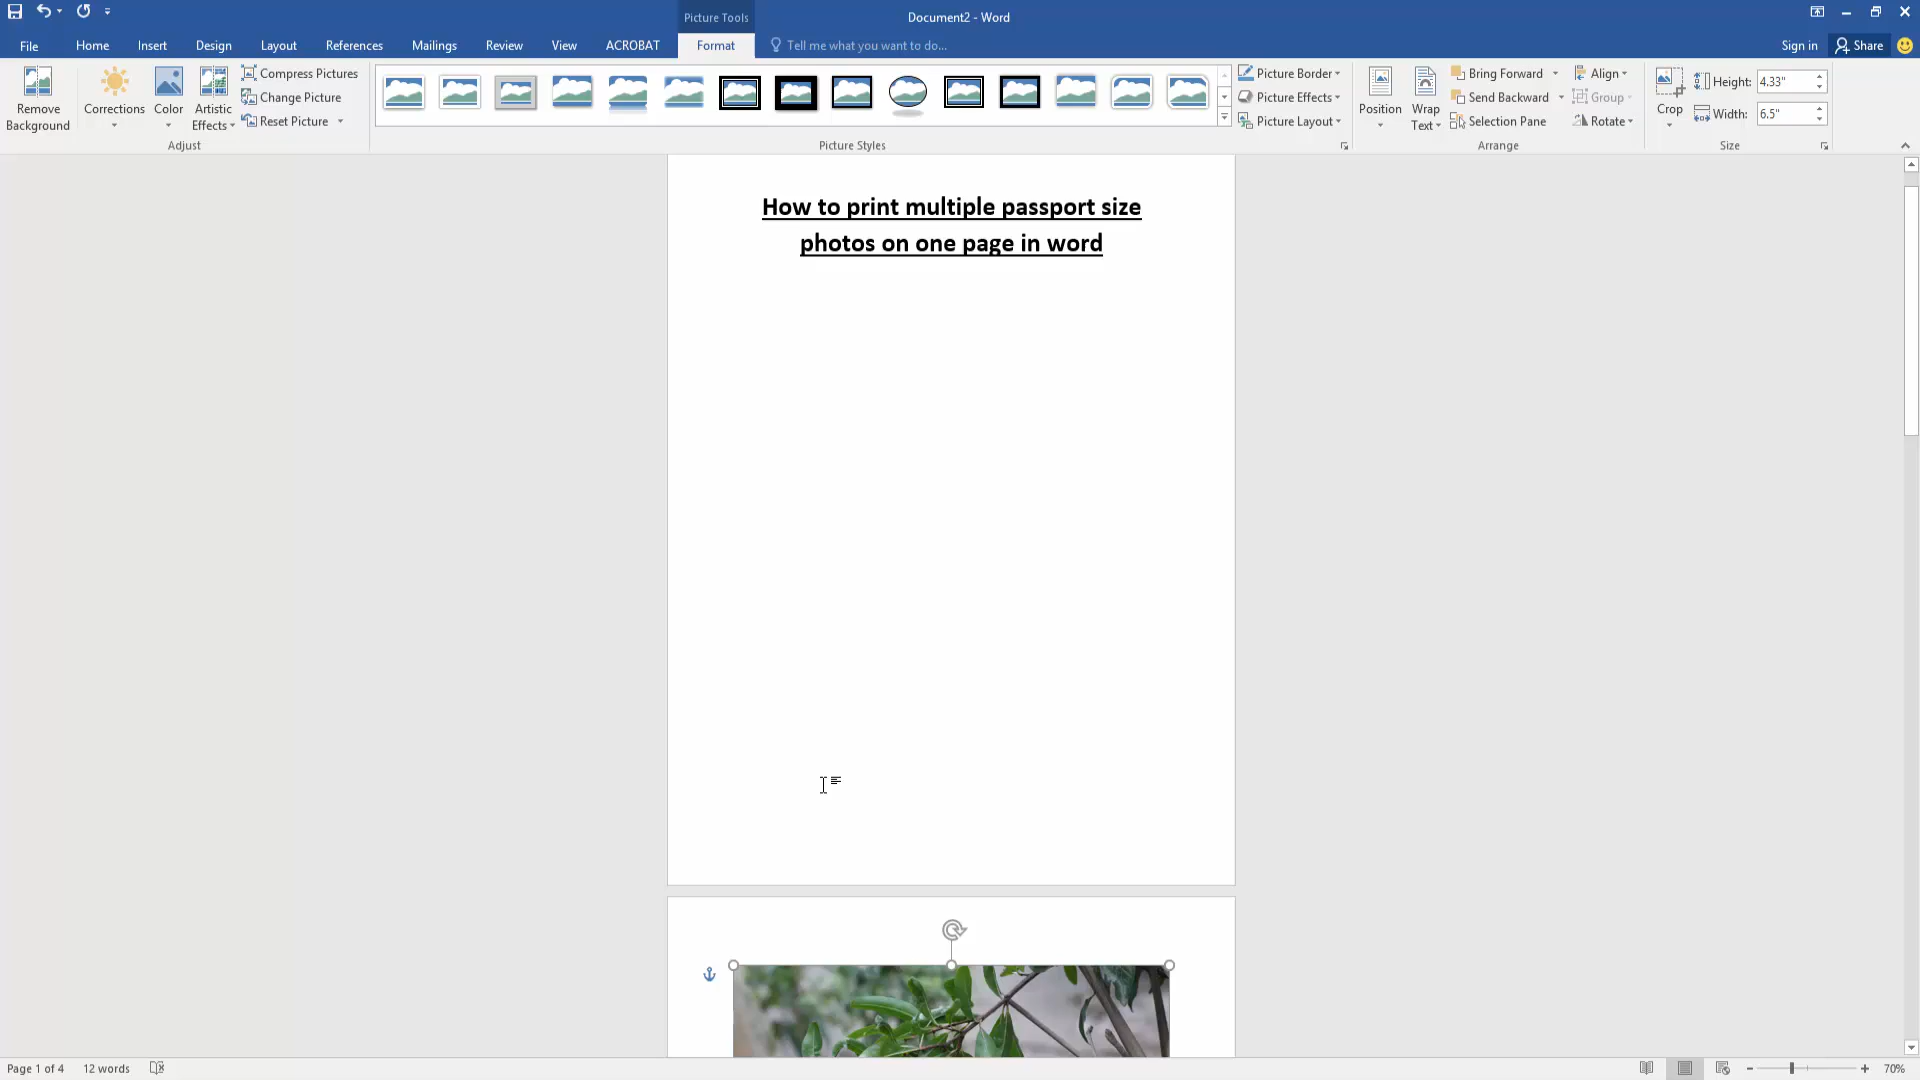 Picture Tools
Document2 - Word
File
Home
Insert
Design
Layout
References
Mailings
Review
View
ACROBAT
Format
Tell me what you want to do...
Sign in
Share
Remove
Background
Corrections
Color
Artistic
Effects
Compress Pictures
Change Picture
Reset Picture
Adjust
Picture Styles
Picture Border
Picture Effects
Picture Layout
Position
Wrap
Text
Bring Forward
Send Backward
Selection Pane
Align
Group
Rotate
Arrange
Crop
Height: 4.33"
Width: 6.5"
Size
How to print multiple passport size
photos on one page in word
Page 1 of 4
12 words
70%